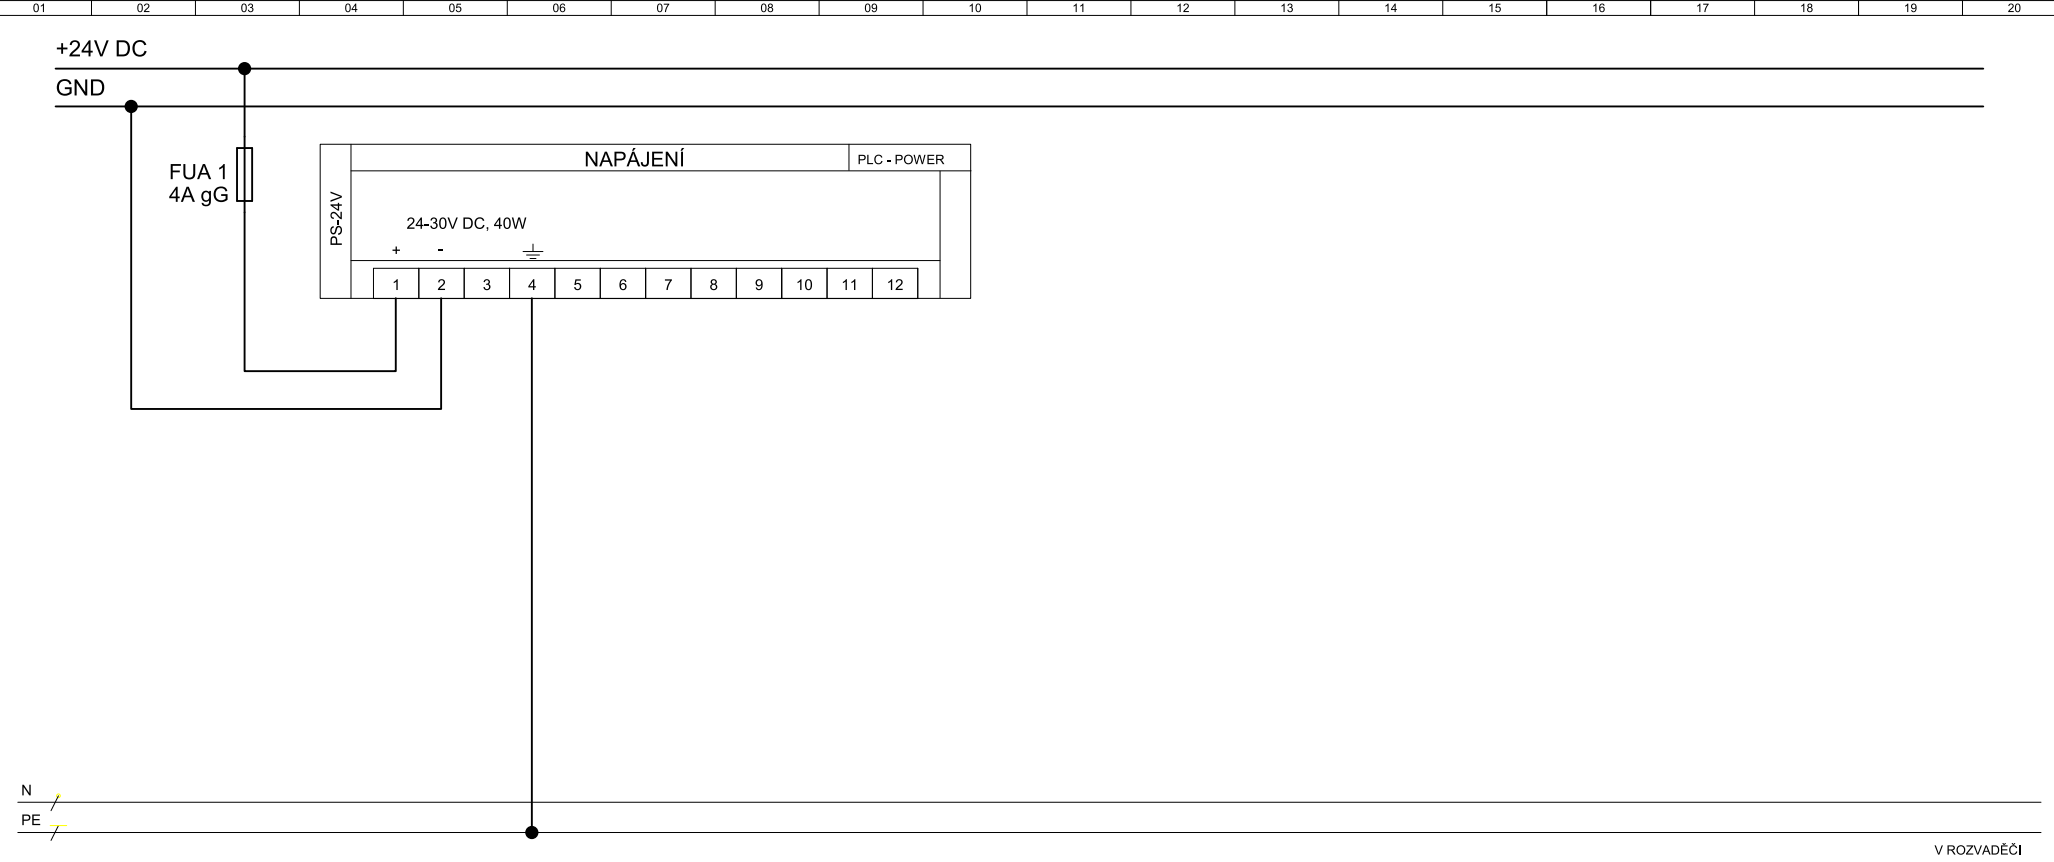 01 02 03 04 05 06 07 08 09 10 11 12 13 14 15 16 17 18 19 20
+24V DC
GND
FUA 1
4A gG
PS-24V
NAPÁJENÍ
PLC - POWER
24-30V DC, 40W
+ -
1 2 3 4 5 6 7 8 9 10 11 12
N
PE
V ROZVADĚČI